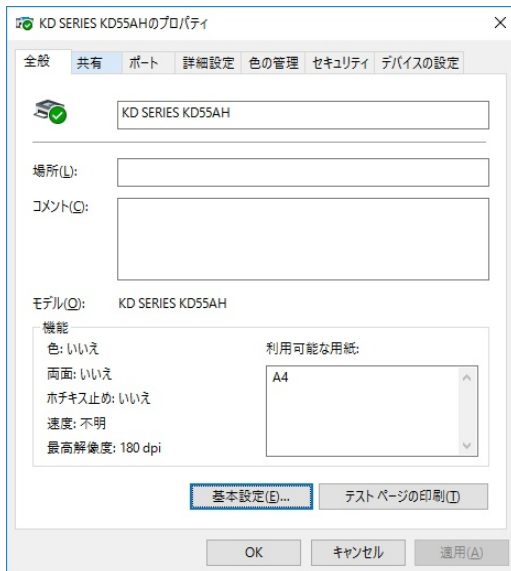 KD SERIES KD55AHのプロパティ
全般 共有 ポート 詳細設定 色の管理 セキュリティ デバイスの設定
KD SERIES KD55AH
場所(L):
コメント(C):
モデル(O): KD SERIES KD55AH
機能
色: いいえ
両面: いいえ
ホチキス止め: いいえ
速度: 不明
最高解像度: 180 dpi
利用可能な用紙:
A4
基本設定(E)... テスト ページの印刷(T)
OK キャンセル 適用(A)